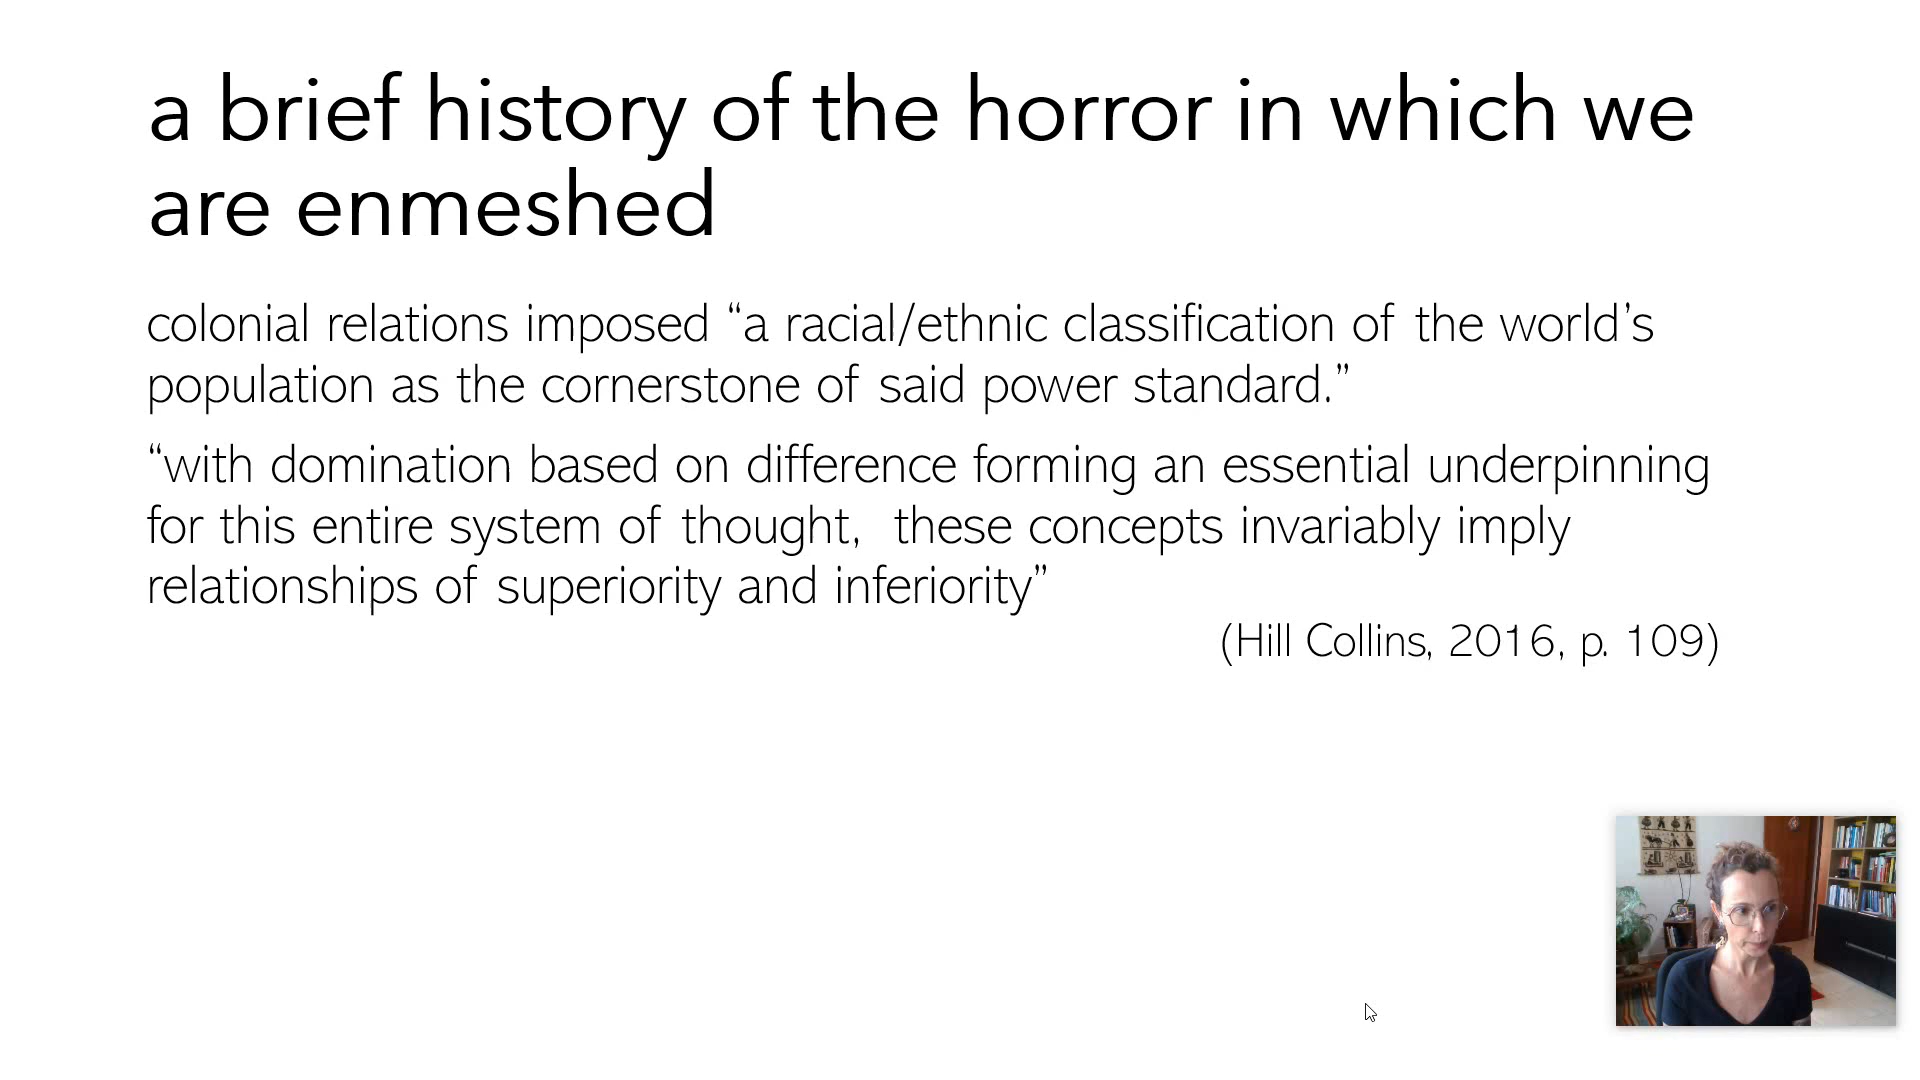 a brief history of the horror in which we
are enmeshed
colonial relations imposed “a racial/ethnic classification of the world’s
population as the cornerstone of said power standard.”
“with domination based on difference forming an essential underpinning
for this entire system of thought,  these concepts invariably imply
relationships of superiority and inferiority”
(Hill Collins, 2016, p. 109)